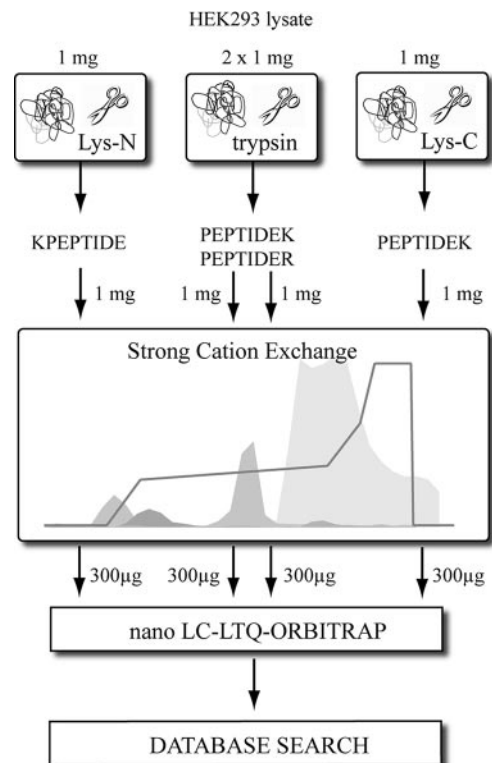 HEK293 lysate
1 mg
2 x 1 mg
1 mg
Lys-N
trypsin
Lys-C
KPEPTIDE
PEPTIDEK
PEPTIDER
PEPTIDEK
1 mg
1 mg
1 mg
1 mg
Strong Cation Exchange
300µg
300µg
300µg
300µg
nano LC-LTQ-ORBITRAP
DATABASE SEARCH